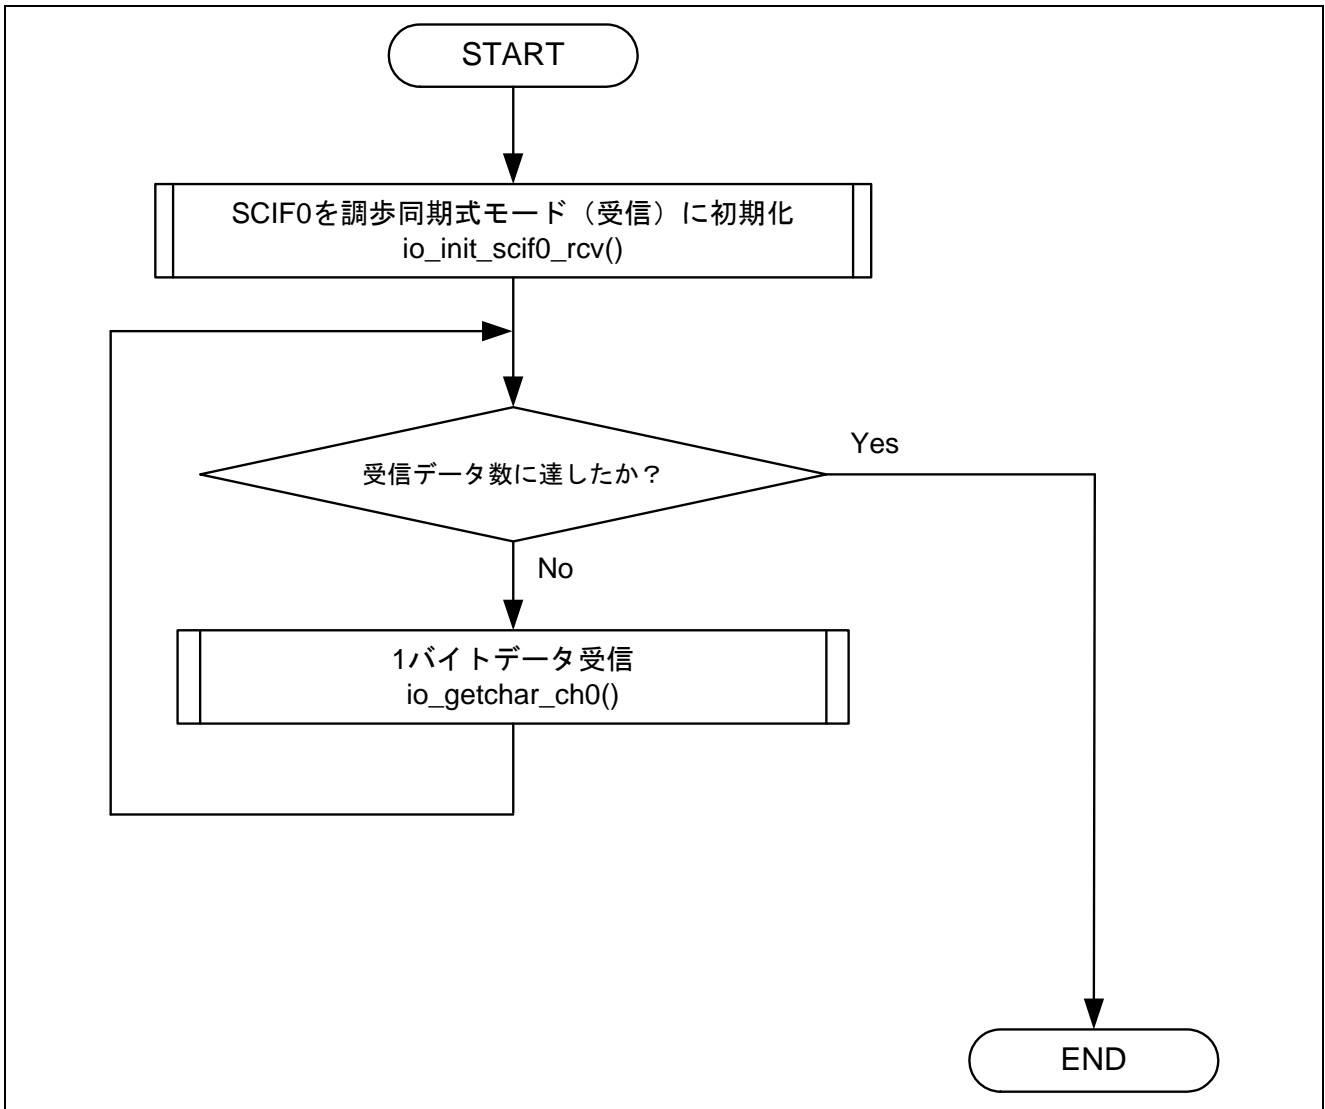 START
SCIF0を調歩同期式モード（受信）に初期化
io_init_scif0_rcv()
受信データ数に達したか？
Yes
No
1バイトデータ受信
io_getchar_ch0()
END